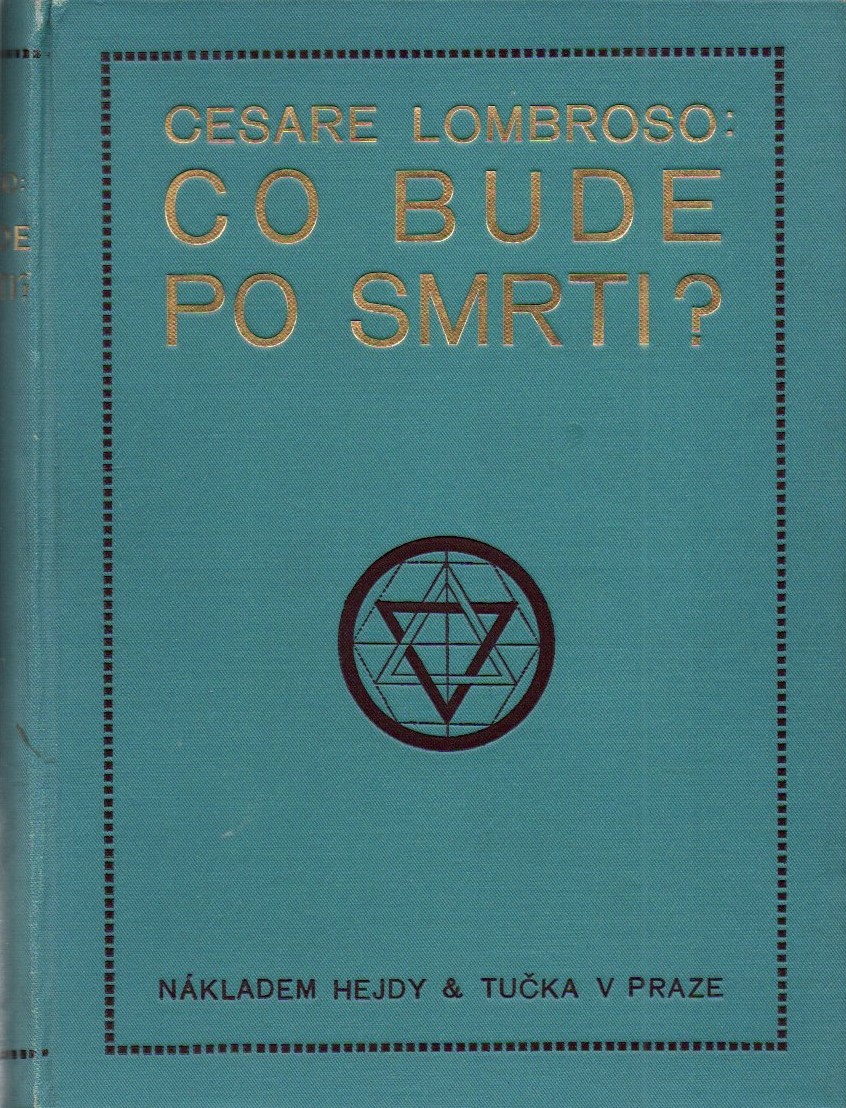 CESARE LOMBROSO:
CO BUDE
PO SMRTI?
NÁKLADEM HEJDY & TUČKA V PRAZE